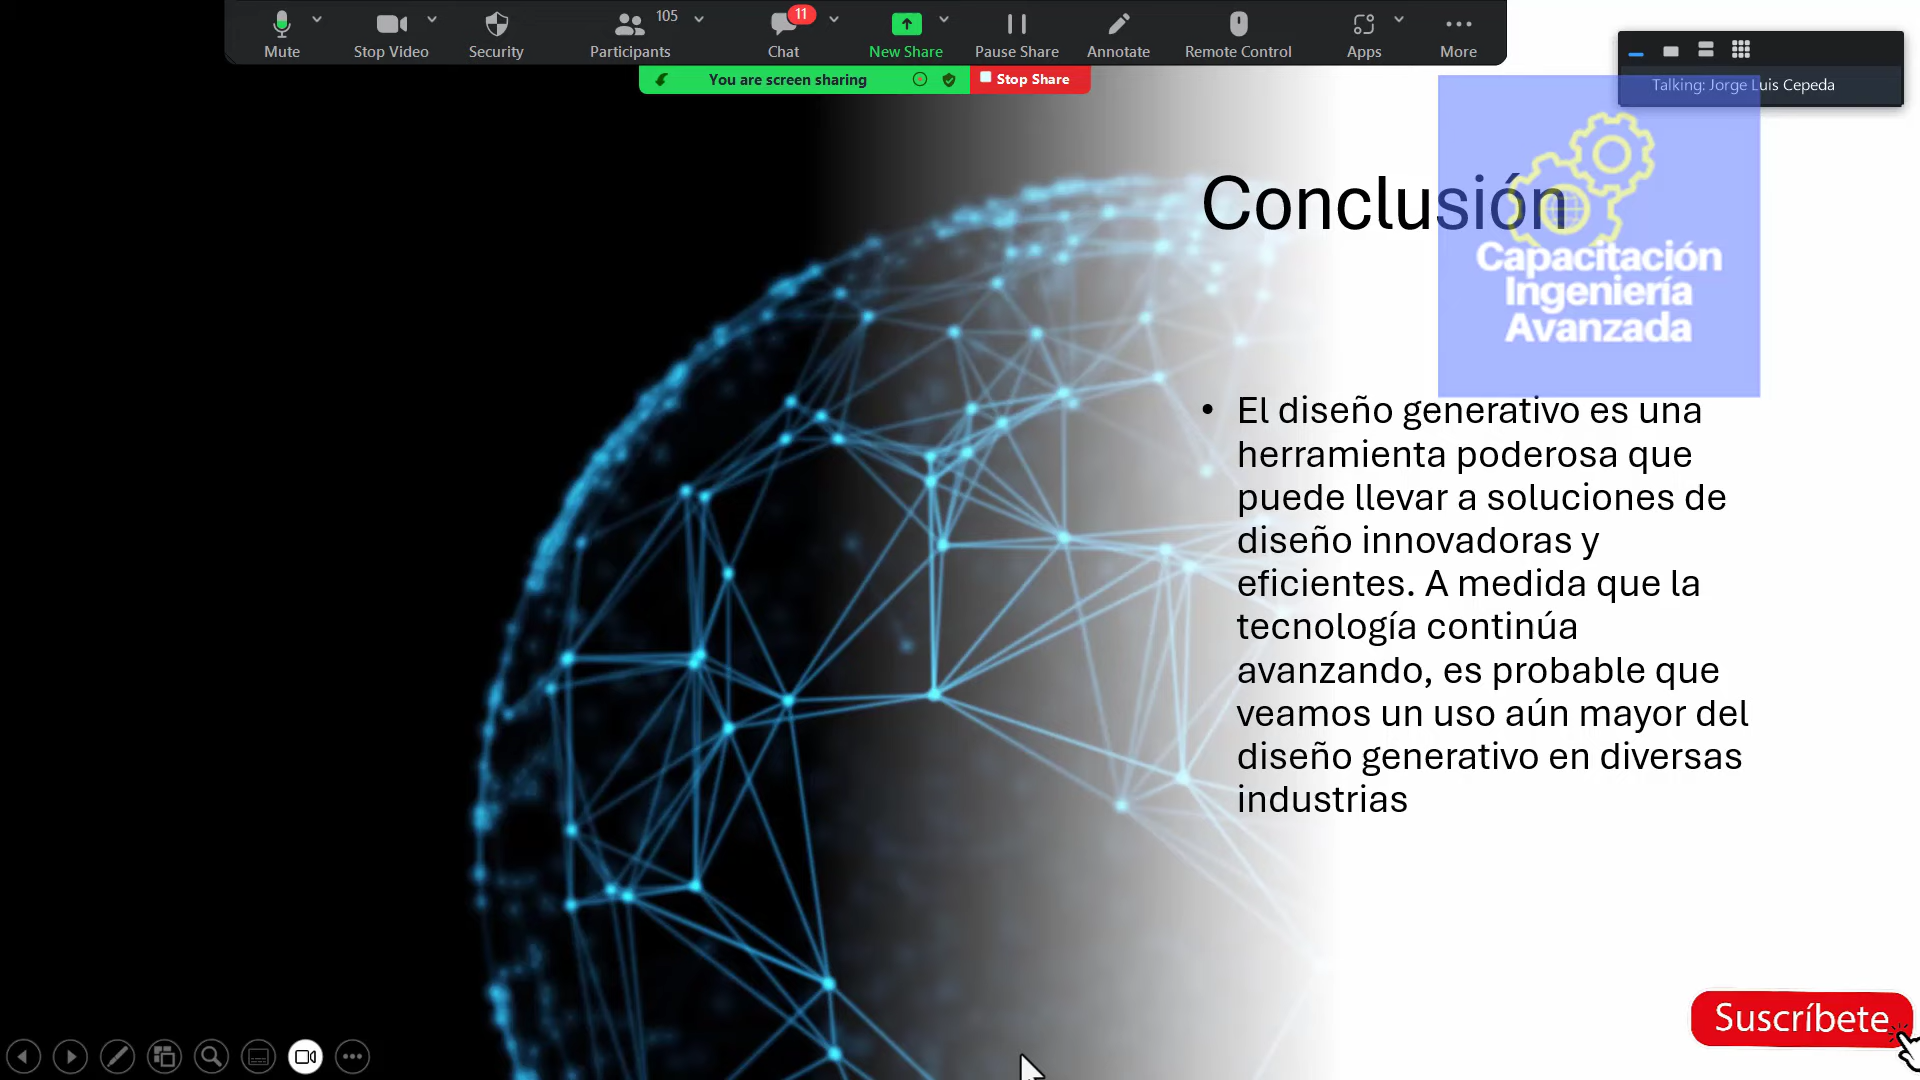 Mute
Stop Video
Security
Participants
105
Chat
11
New Share
Pause Share
Annotate
Remote Control
Apps
More
You are screen sharing
Stop Share
Talking: Jorge Luis Cepeda
Conclusión
Capacitación
Ingeniería
Avanzada
• El diseño generativo es una
herramienta poderosa que
puede llevar a soluciones de
diseño innovadoras y
eficientes. A medida que la
tecnología continúa
avanzando, es probable que
veamos un uso aún mayor del
diseño generativo en diversas
industrias
Suscríbete